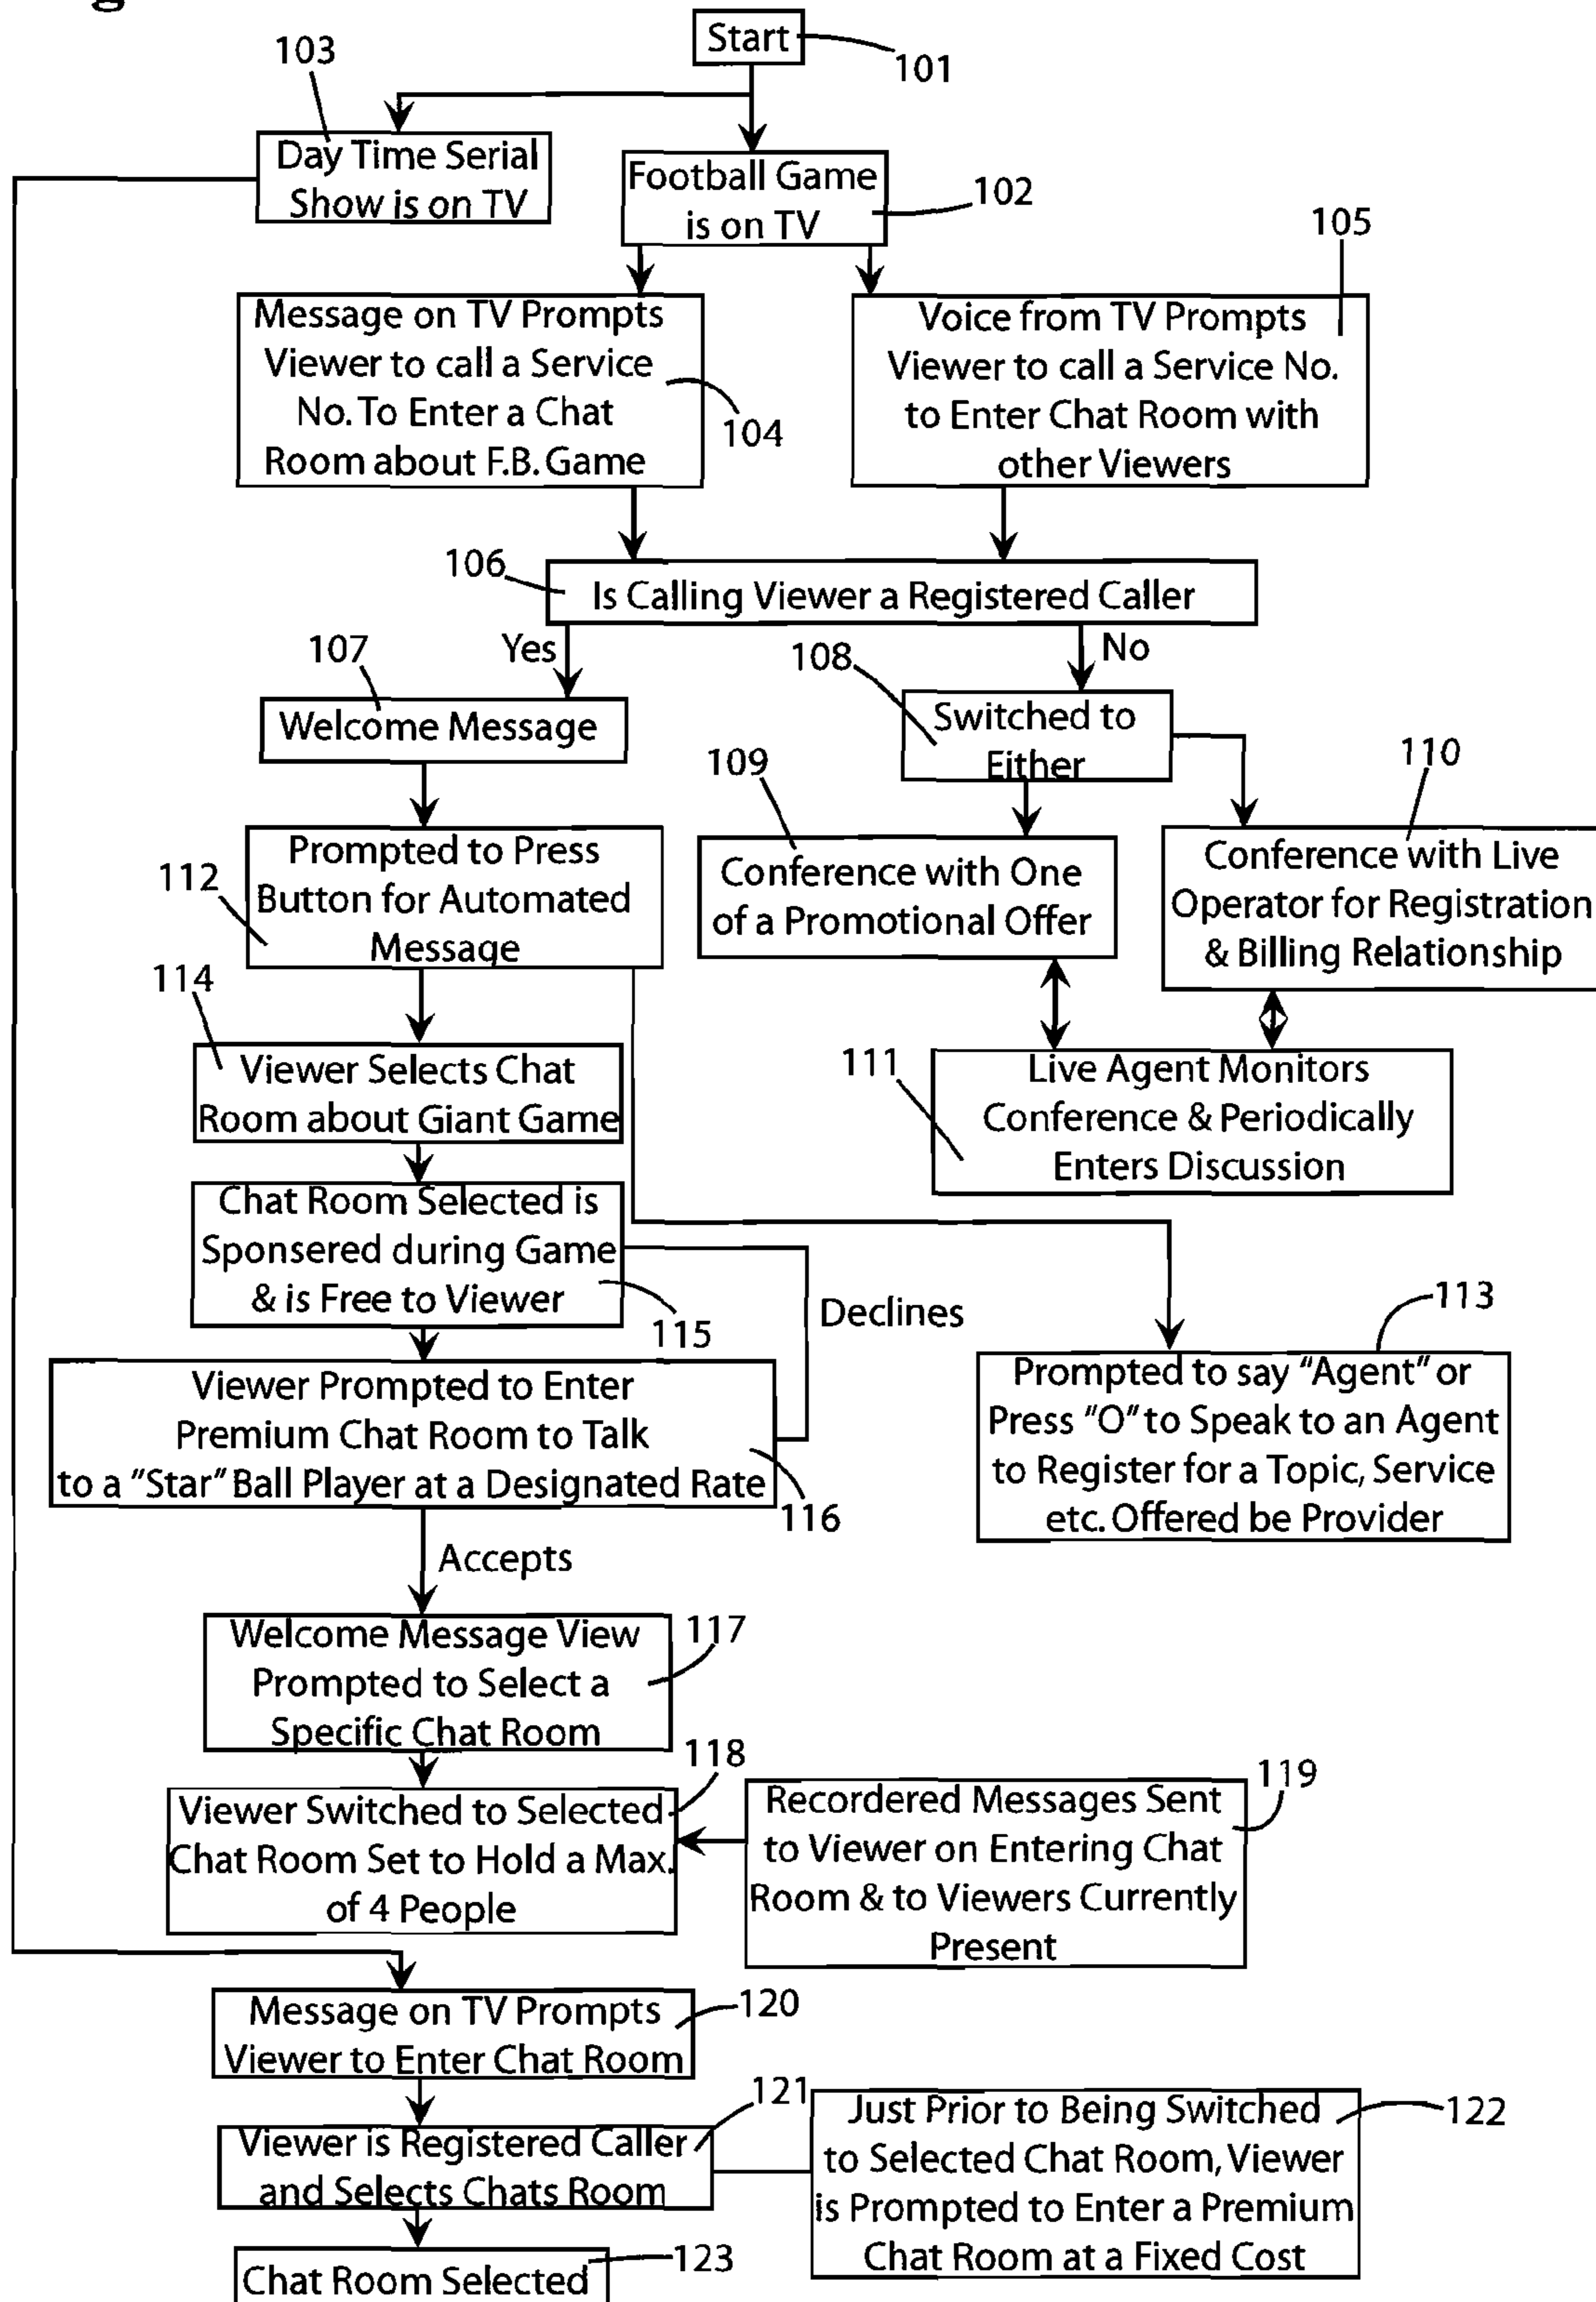 g
Start
101
103
Day Time Serial
Show is on TV
Football Game
is on TV
102
105
Message on TV Prompts
Viewer to call a Service
No. To Enter a Chat
Room about F.B. Game
104
Voice from TV Prompts
Viewer to call a Service No.
to Enter Chat Room with
other Viewers
106
Is Calling Viewer a Registered Caller
Yes
No
107
Welcome Message
108
Switched to
Either
109
110
112
Prompted to Press
Button for Automated
Message
Conference with One
of a Promotional Offer
Conference with Live
Operator for Registration
& Billing Relationship
114
Viewer Selects Chat
Room about Giant Game
111
Live Agent Monitors
Conference & Periodically
Enters Discussion
Chat Room Selected is
Sponsered during Game
& is Free to Viewer
115
Declines
113
Viewer Prompted to Enter
Premium Chat Room to Talk
to a "Star" Ball Player at a Designated Rate
116
Prompted to say "Agent" or
Press "O" to Speak to an Agent
to Register for a Topic, Service
etc. Offered be Provider
Accepts
Welcome Message View
Prompted to Select a
Specific Chat Room
117
118
Viewer Switched to Selected
Chat Room Set to Hold a Max.
of 4 People
119
Recordered Messages Sent
to Viewer on Entering Chat
Room & to Viewers Currently
Present
Message on TV Prompts
Viewer to Enter Chat Room
120
121
Viewer is Registered Caller
and Selects Chats Room
Just Prior to Being Switched
to Selected Chat Room, Viewer
is Prompted to Enter a Premium
Chat Room at a Fixed Cost
122
Chat Room Selected
123